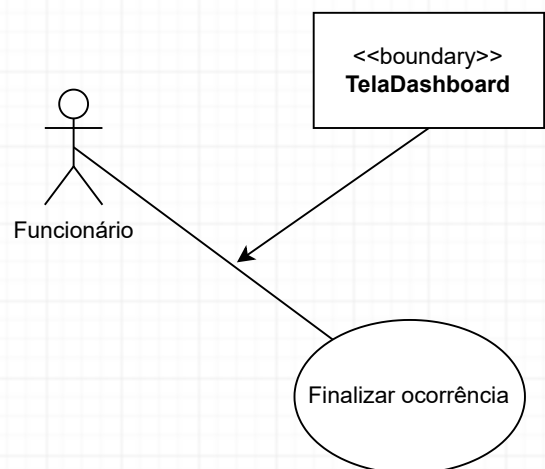 <<boundary>>
TelaDashboard
Funcionário
Finalizar ocorrência